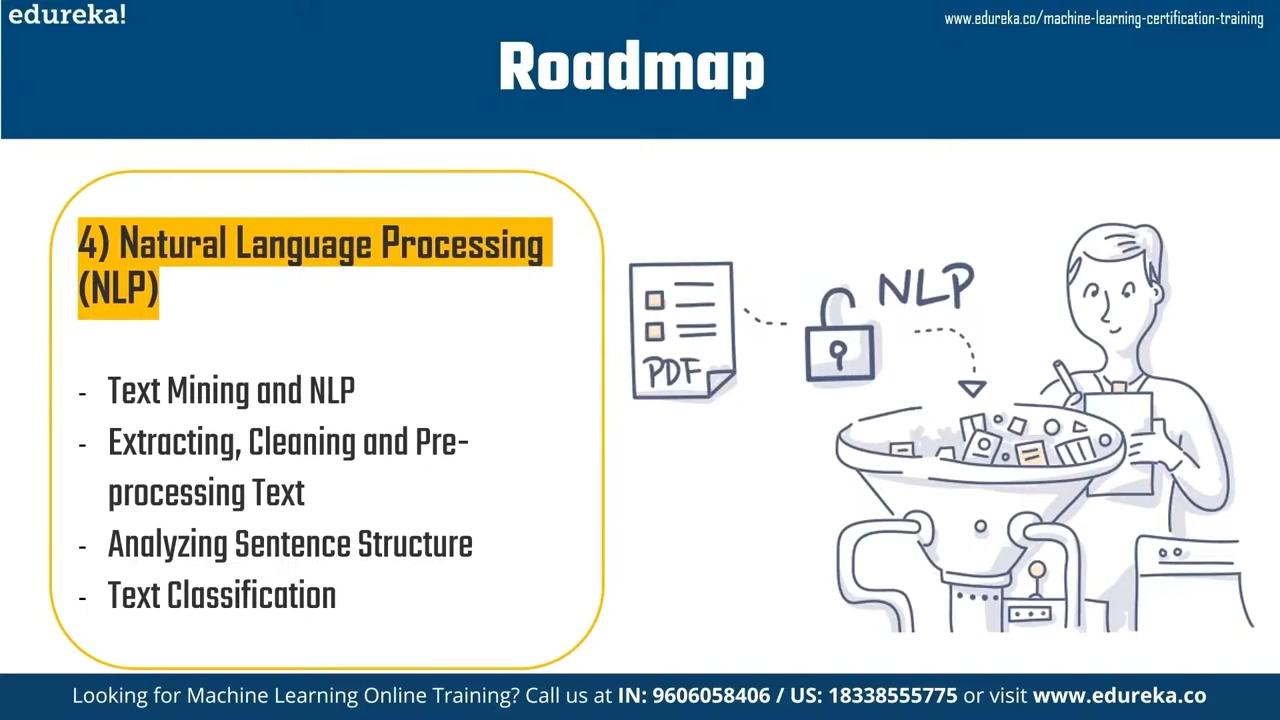 edureka!
www.edureka.co/machine-learning-certification-training
Roadmap
4) Natural Language Processing
(NLP)
- Text Mining and NLP
- Extracting, Cleaning and Pre-
processing Text
- Analyzing Sentence Structure
- Text Classification
PDF
NLP
Looking for Machine Learning Online Training? Call us at IN: 9606058406 / US: 18338555775 or visit www.edureka.co